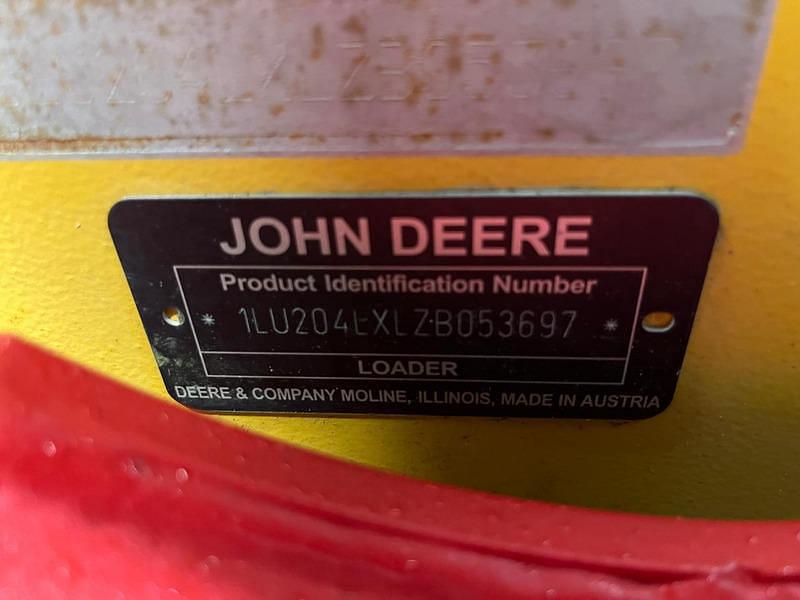 JOHN DEERE
Product Identification Number
* 1LU204LXLZB053697 *
LOADER
DEERE & COMPANY MOLINE, ILLINOIS, MADE IN AUSTRIA